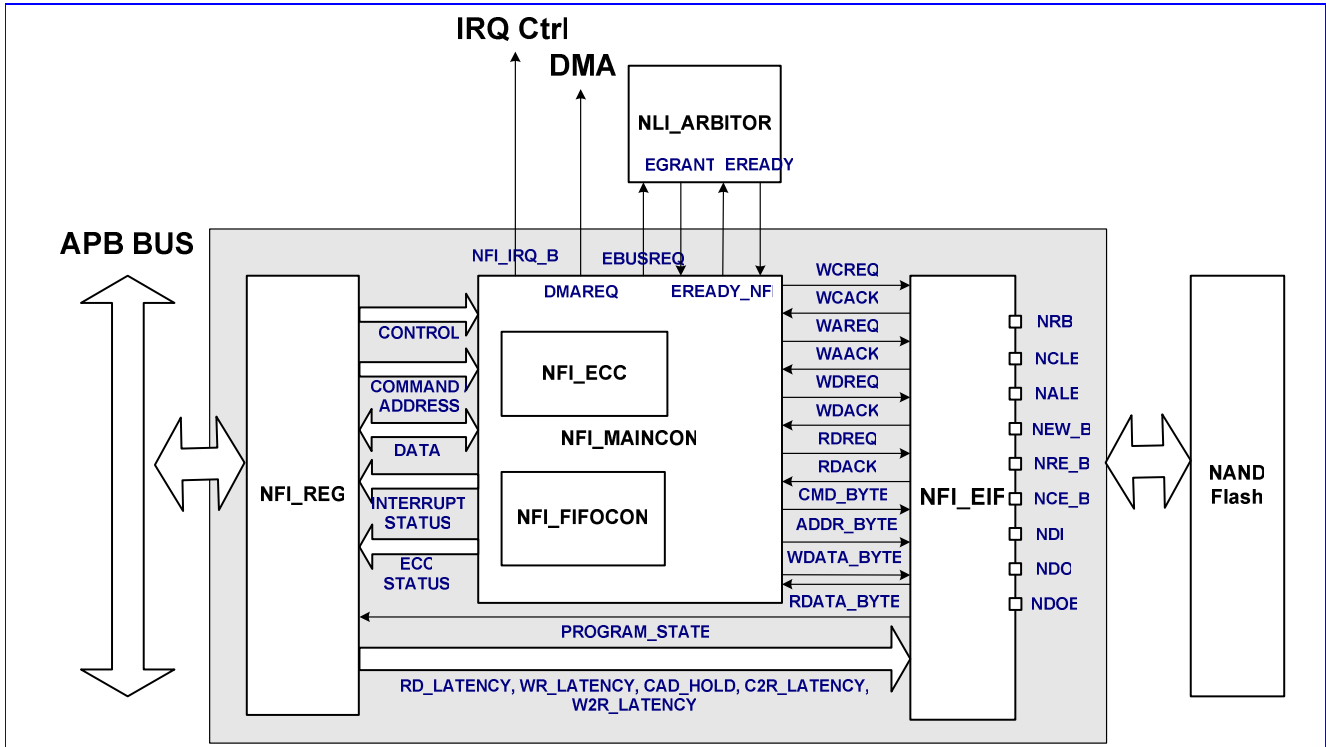 IRQ Ctrl
DMA
NLI_ARBITOR
EGRANT EREADY
APB BUS
NFI_IRQ_B
EBUSREQ
DMAREQ
EREADY_NFI
NFI_REG
CONTROL
COMMAND
ADDRESS
DATA
INTERRUPT
STATUS
ECC
STATUS
NFI_ECC
NFI_MAINCON
NFI_FIFOCON
WCREQ
WCACK
WAREQ
WAACK
WDREQ
WDACK
RDREQ
RDACK
CMD_BYTE
ADDR_BYTE
WDATA_BYTE
RDATA_BYTE
PROGRAM_STATE
RD_LATENCY, WR_LATENCY, CAD_HOLD, C2R_LATENCY,
W2R_LATENCY
NFI_EIF
NRB
NCLE
NALE
NEW_B
NRE_B
NCE_B
NDI
NDO
NDOE
NAND
Flash